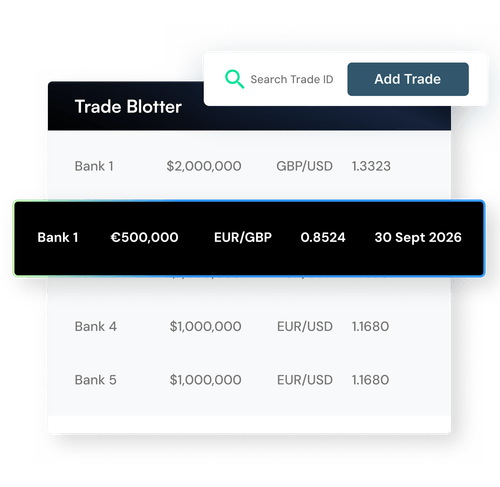 Search Trade ID Add Trade
Trade Blotter
Bank 1 $2,000,000 GBP/USD 1.3323
Bank 1 €500,000 EUR/GBP 0.8524 30 Sept 2026
Bank 4 $1,000,000 EUR/USD 1.1680
Bank 5 $1,000,000 EUR/USD 1.1680